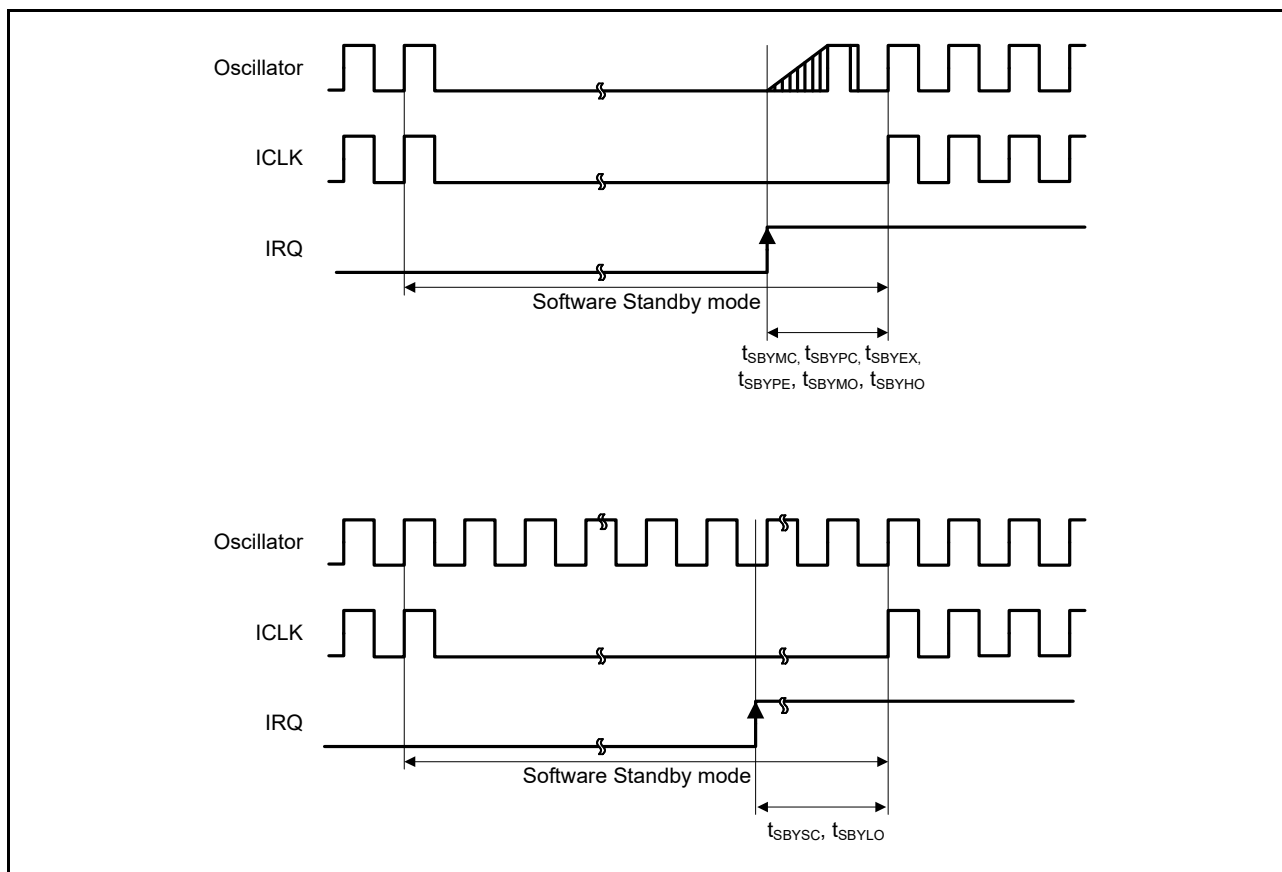 Oscillator
ICLK
IRQ
Software Standby mode
tSBYMC, tSBYPC, tSBYEX,
tSBYPE, tSBYMO, tSBYHO
Oscillator
ICLK
IRQ
Software Standby mode
tSBYSC, tSBYLO